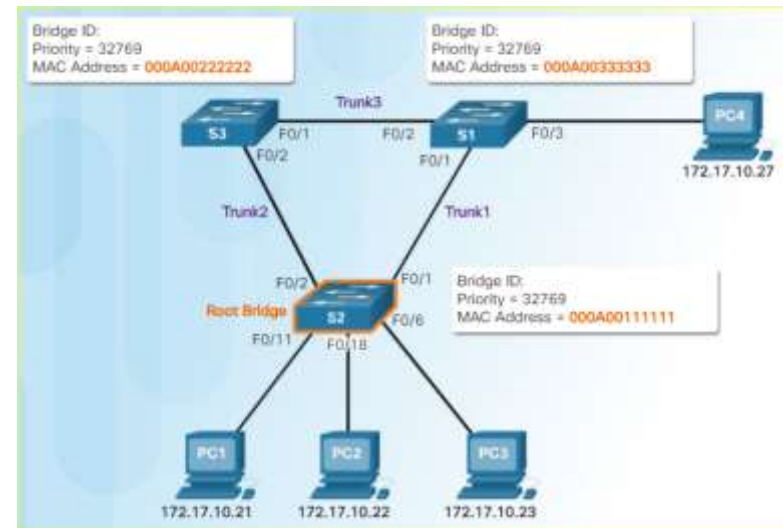 Bridge ID:
Priority = 32769
MAC Address = 000A00222222
Bridge ID:
Priority = 32769
MAC Address = 000A00333333
Trunk3
S3
F0/1
F0/2
S1
F0/3
PC4
F0/2
F0/1
172.17.10.27
Trunk2
Trunk1
F0/2
F0/1
Bridge ID:
Priority = 32769
MAC Address = 000A00111111
Root Bridge
S2
F0/6
F0/11
F0/18
PC1
PC2
PC3
172.17.10.21
172.17.10.22
172.17.10.23